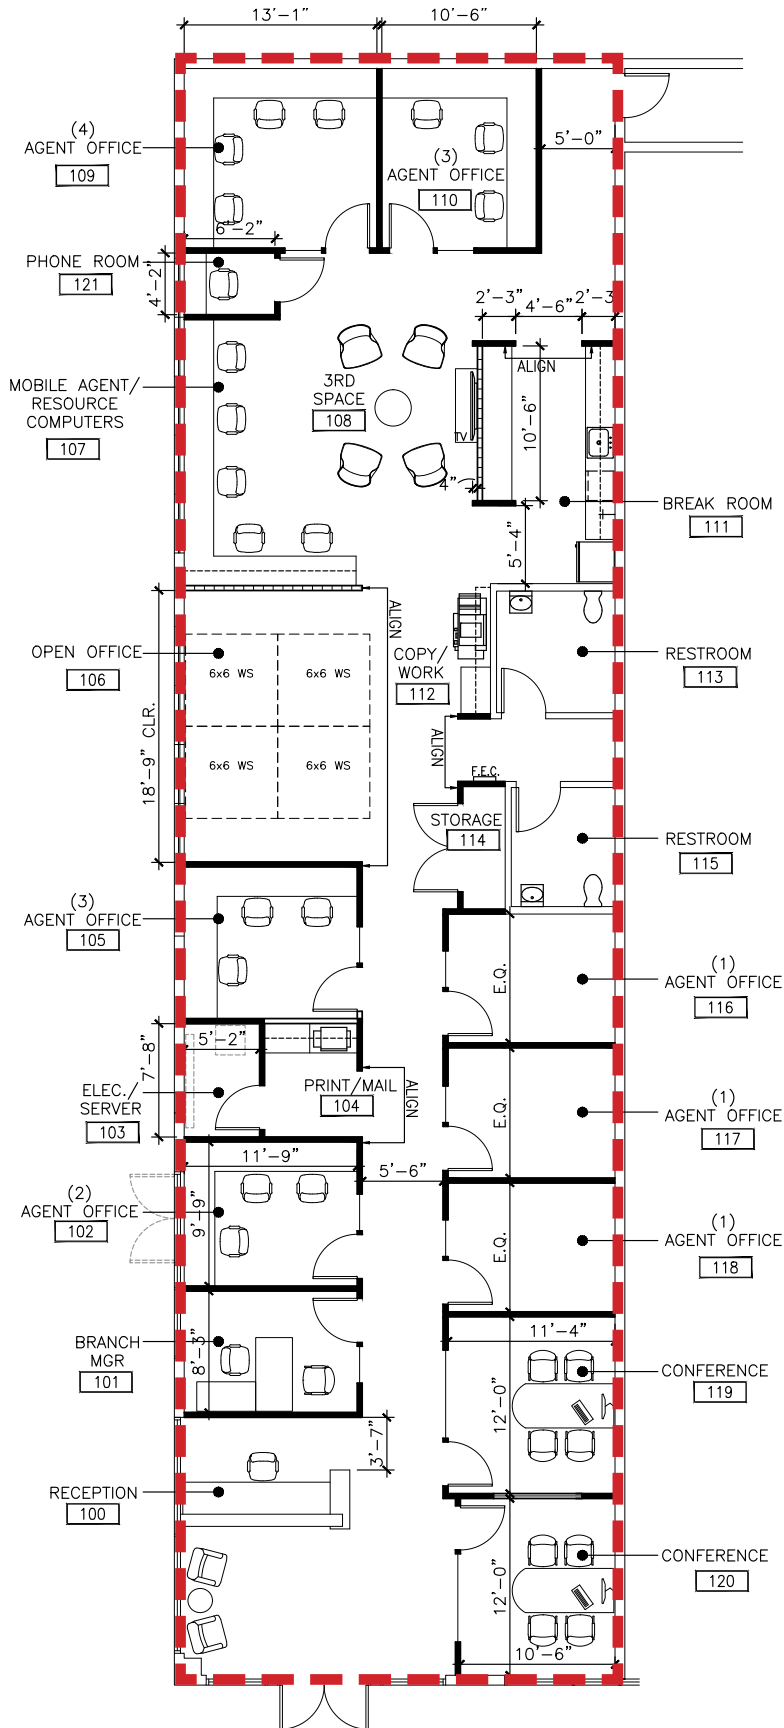 13'-1"
10'-6"
(4)
AGENT OFFICE
109
(3)
AGENT OFFICE
110
5'-0"
6'-2"
PHONE ROOM
121
4'-2"
2'-3"
4'-6"
2'-3
ALIGN
MOBILE AGENT/
RESOURCE
COMPUTERS
107
3RD
SPACE
108
TV
10'-6"
4"
BREAK ROOM
111
5'-4"
ALIGN
OPEN OFFICE
106
6x6 WS
6x6 WS
6x6 WS
6x6 WS
18'-9" CLR.
COPY/
WORK
112
RESTROOM
113
ALIGN
F.E.C.
STORAGE
114
RESTROOM
115
(3)
AGENT OFFICE
105
E.Q.
(1)
AGENT OFFICE
116
7'-8"
5'-2"
ELEC./
SERVER
103
PRINT/MAIL
104
ALIGN
E.Q.
(1)
AGENT OFFICE
117
11'-9"
5'-6"
(2)
AGENT OFFICE
102
9'-9"
E.Q.
(1)
AGENT OFFICE
118
BRANCH
MGR
101
8'-3"
11'-4"
CONFERENCE
119
12'-0"
3'-7"
RECEPTION
100
CONFERENCE
120
12'-0"
10'-6"